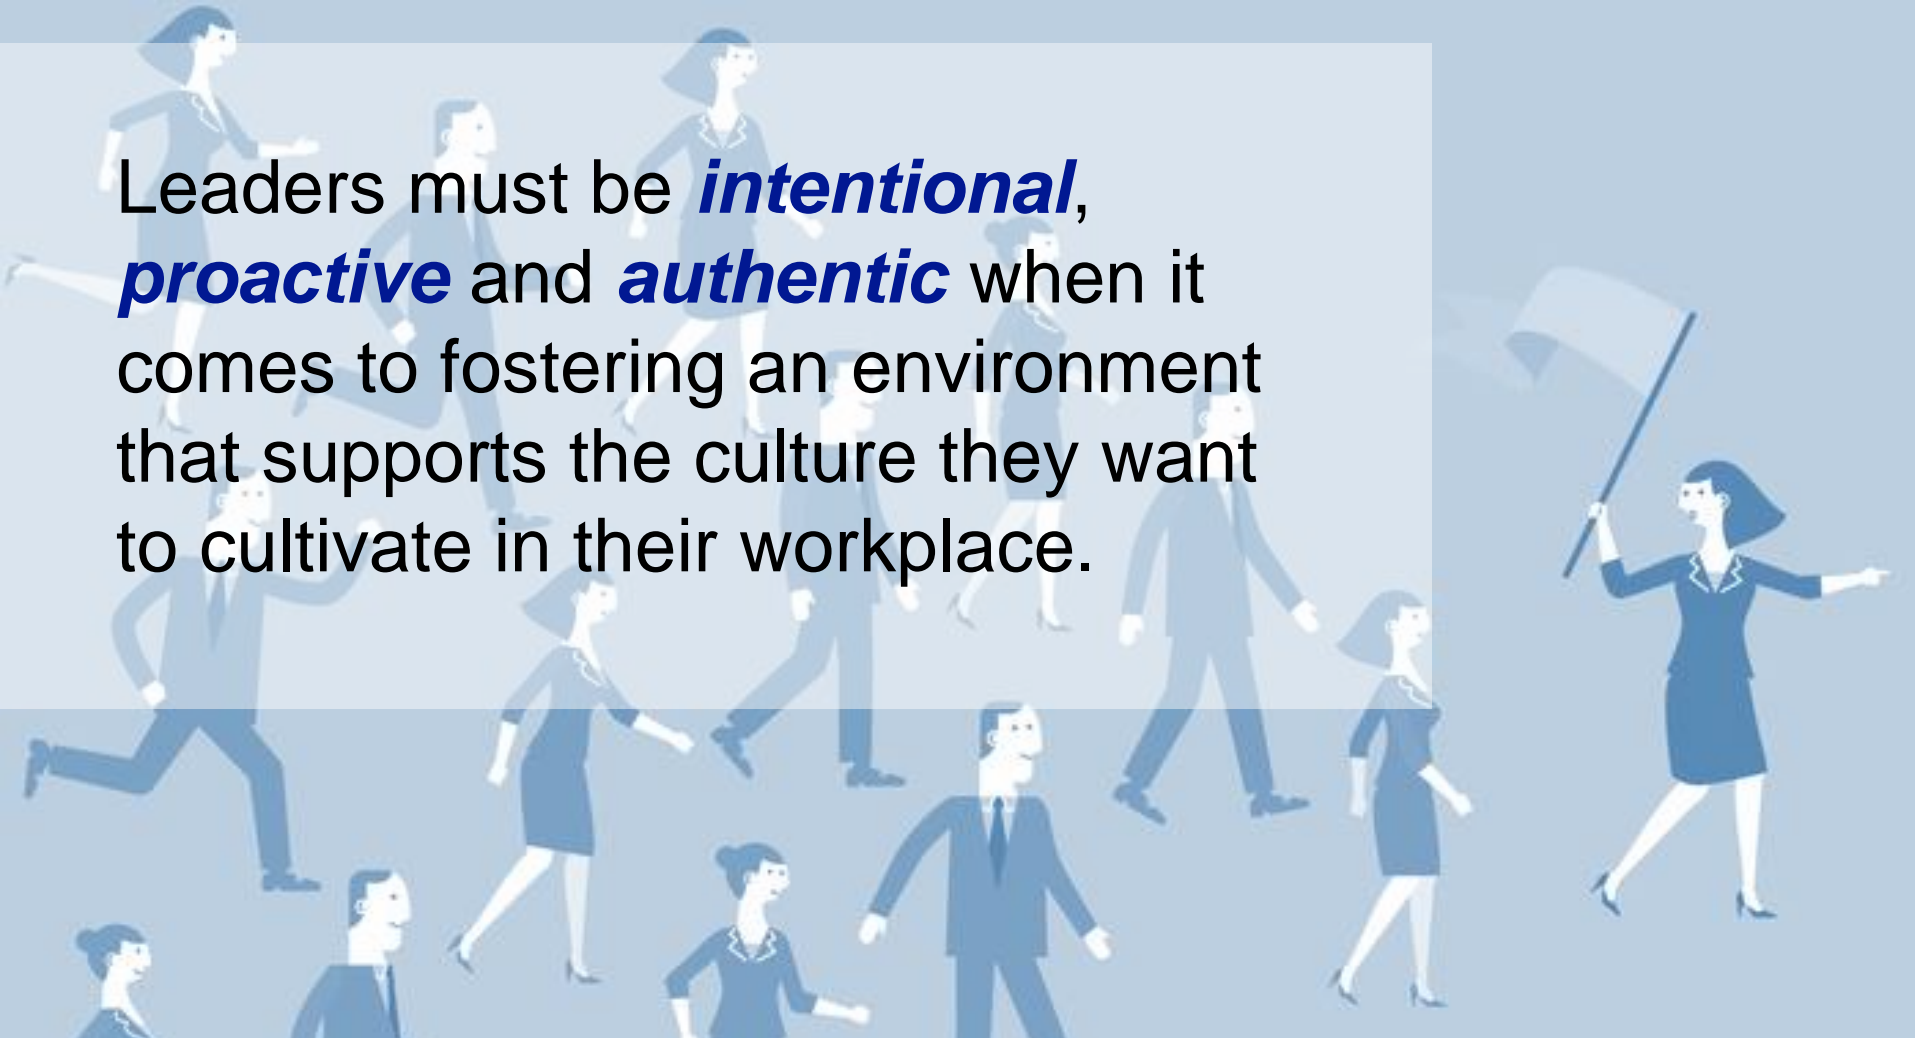 Leaders must be intentional,
proactive and authentic when it
comes to fostering an environment
that supports the culture they want
to cultivate in their workplace.